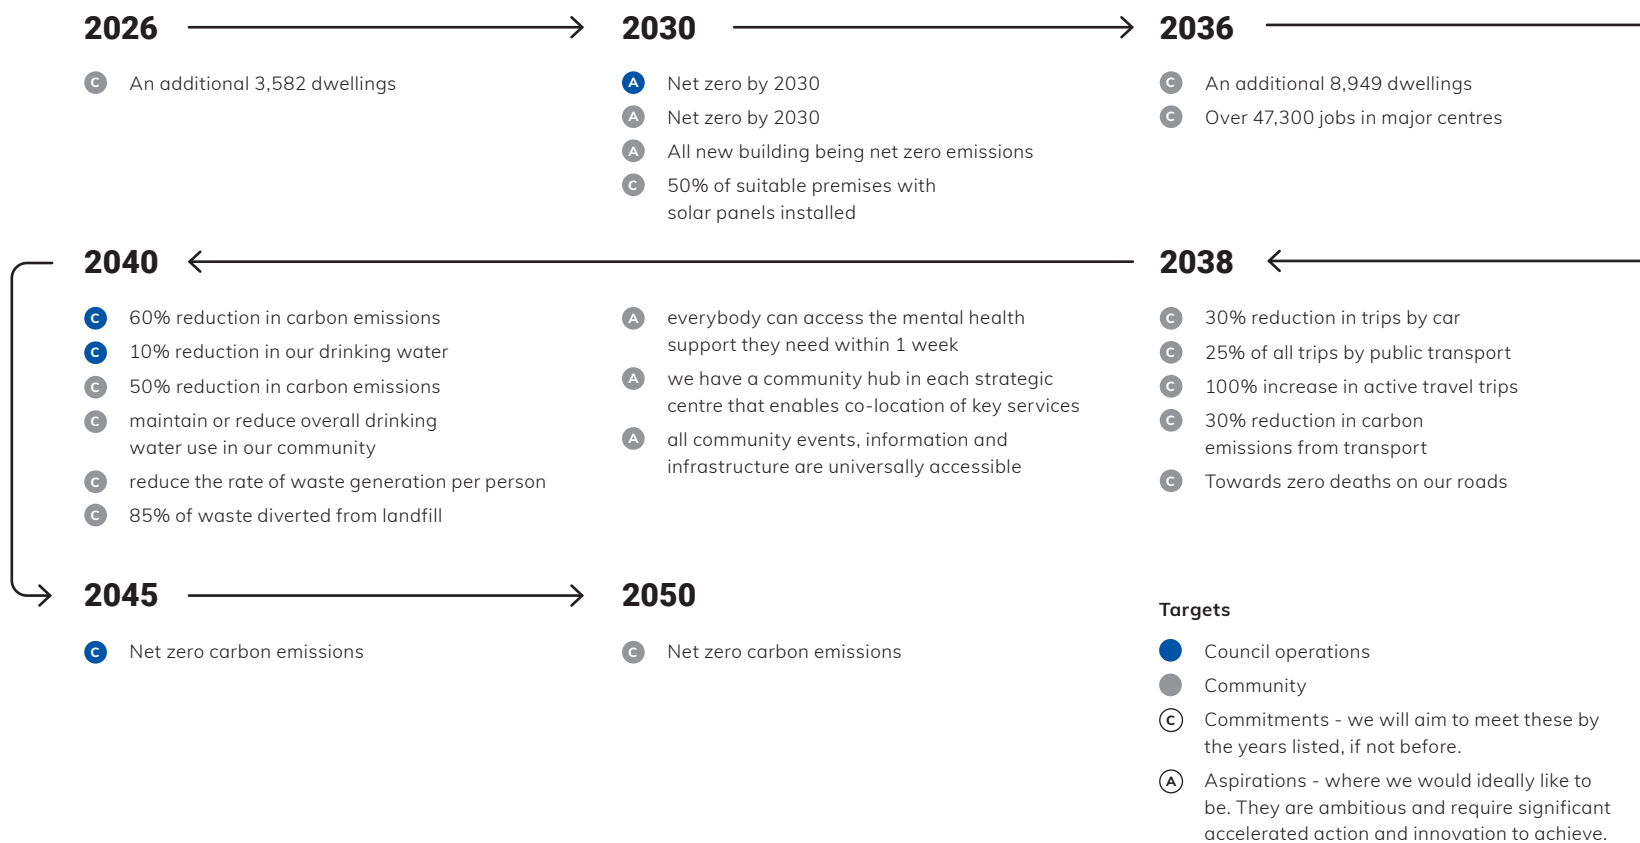 2026
C An additional 3,582 dwellings
2030
A Net zero by 2030
A Net zero by 2030
A All new building being net zero emissions
C 50% of suitable premises with
solar panels installed
2036
C An additional 8,949 dwellings
C Over 47,300 jobs in major centres
2038
C 30% reduction in trips by car
C 25% of all trips by public transport
C 100% increase in active travel trips
C 30% reduction in carbon
emissions from transport
C Towards zero deaths on our roads
2040
C 60% reduction in carbon emissions
C 10% reduction in our drinking water
C 50% reduction in carbon emissions
C maintain or reduce overall drinking
water use in our community
C reduce the rate of waste generation per person
C 85% of waste diverted from landfill
A everybody can access the mental health
support they need within 1 week
A we have a community hub in each strategic
centre that enables co-location of key services
A all community events, information and
infrastructure are universally accessible
2045
C Net zero carbon emissions
2050
C Net zero carbon emissions
Targets
Council operations
Community
C Commitments - we will aim to meet these by
the years listed, if not before.
A Aspirations - where we would ideally like to
be. They are ambitious and require significant
accelerated action and innovation to achieve.